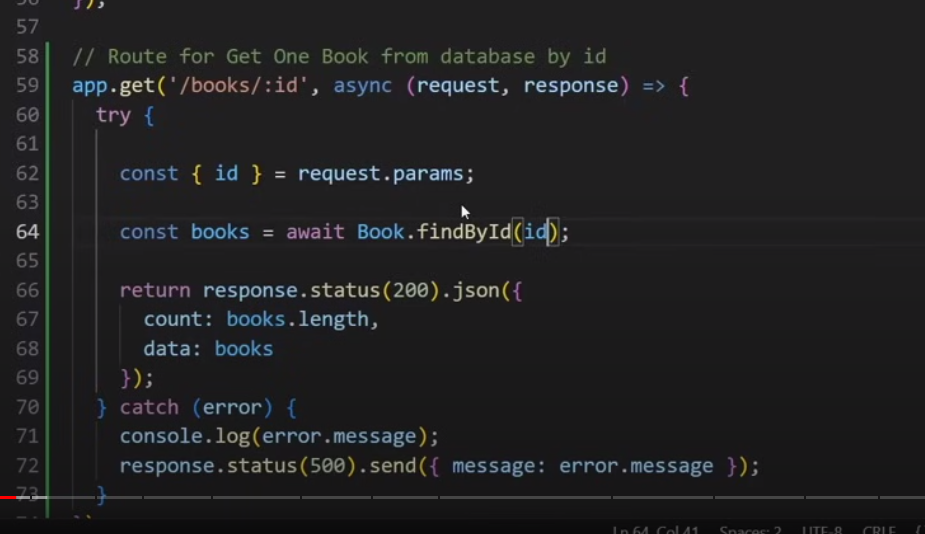 56 });
57
58 // Route for Get One Book from database by id
59 app.get('/books/:id', async (request, response) => {
60 try {
61
62 const { id } = request.params;
63
64 const books = await Book.findById(id);
65
66 return response.status(200).json({
67 count: books.length,
68 data: books
69 });
70 } catch (error) {
71 console.log(error.message);
72 response.status(500).send({ message: error.message });
73 }
Ln 64, Col 41 Spaces: 2 UTF-8 CRLF {